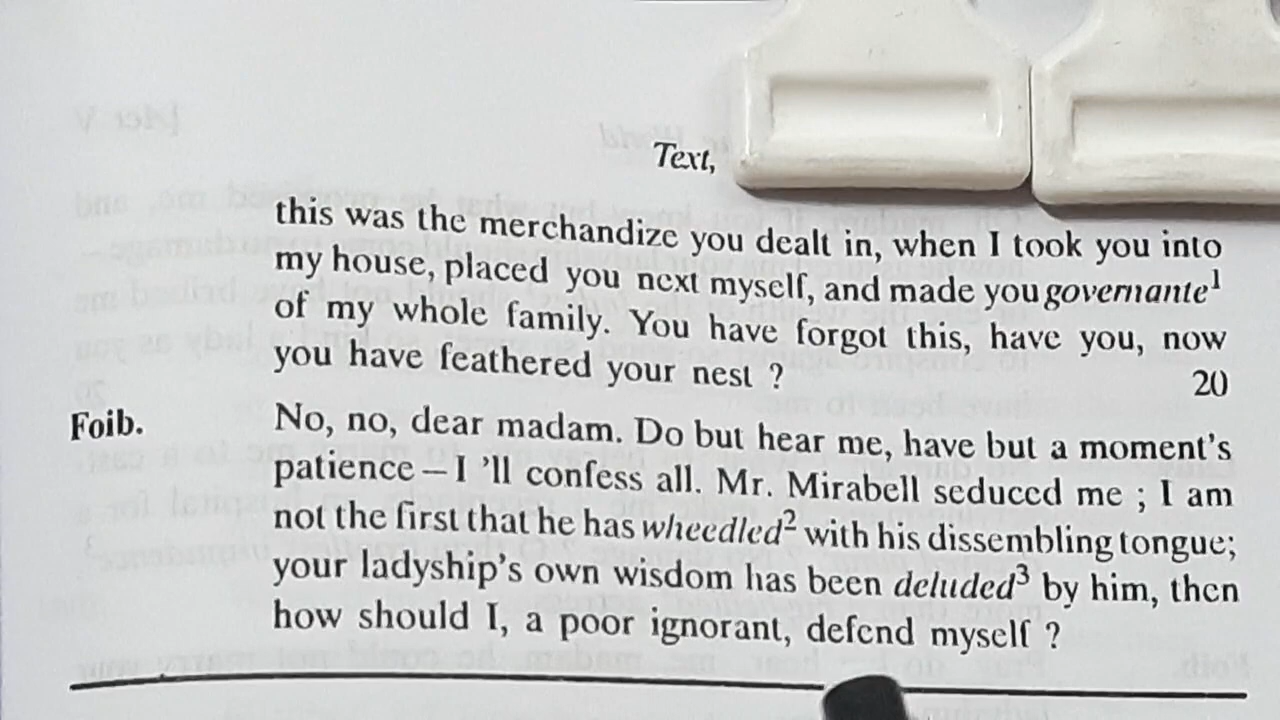 Text,
this was the merchandize you dealt in, when I took you into
my house, placed you next myself, and made you governante¹
of my whole family. You have forgot this, have you, now
you have feathered your nest ? 20
Foib. No, no, dear madam. Do but hear me, have but a moment's
patience – I 'll confess all. Mr. Mirabell seduced me ; I am
not the first that he has wheedled² with his dissembling tongue;
your ladyship's own wisdom has been deluded³ by him, then
how should I, a poor ignorant, defend myself ?